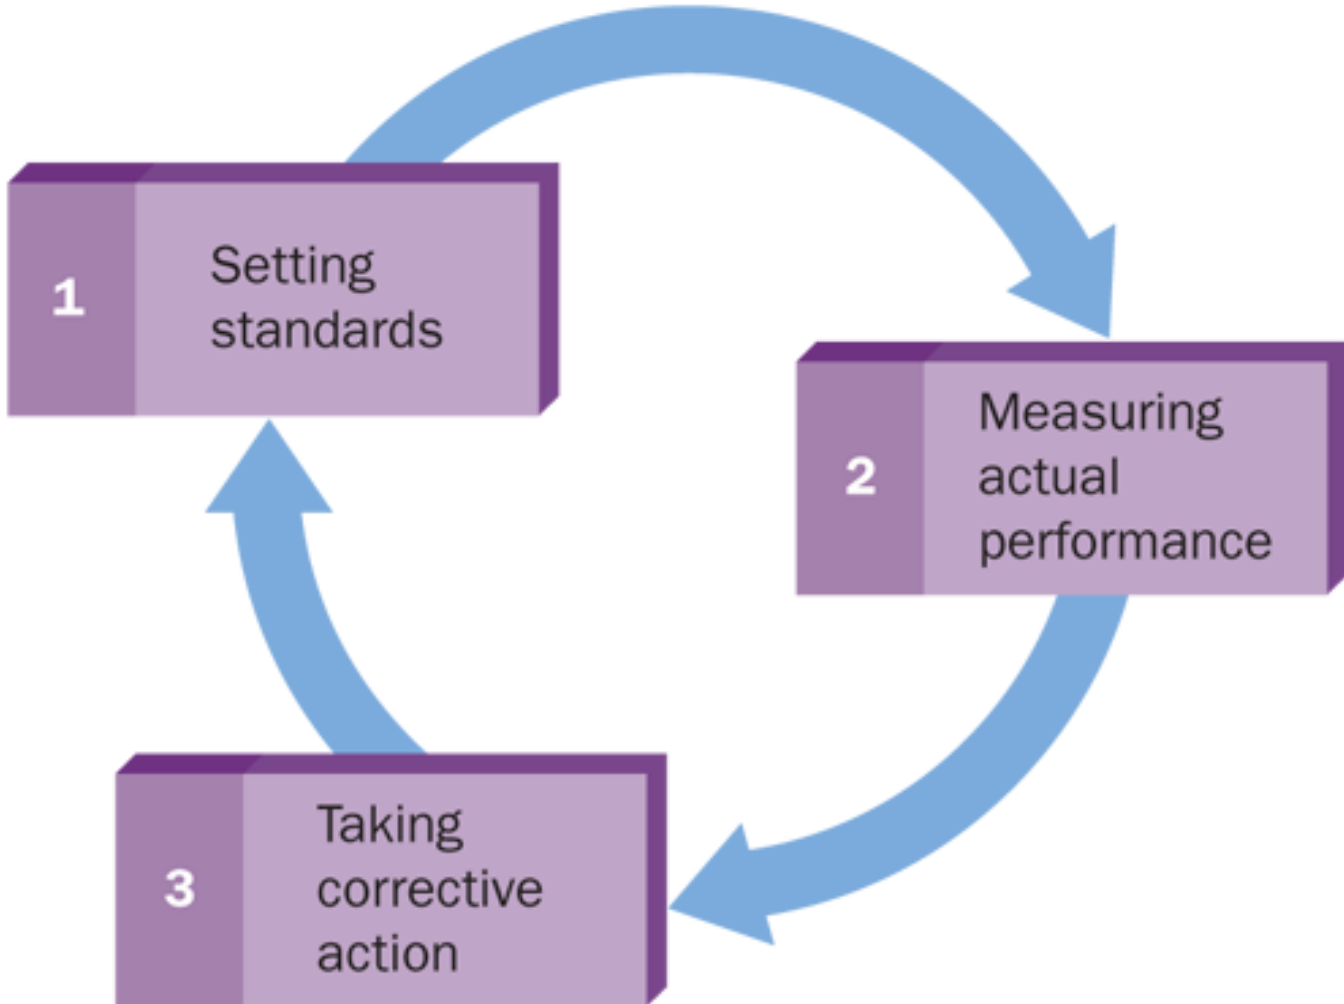 1
Setting
standards
2
Measuring
actual
performance
3
Taking
corrective
action